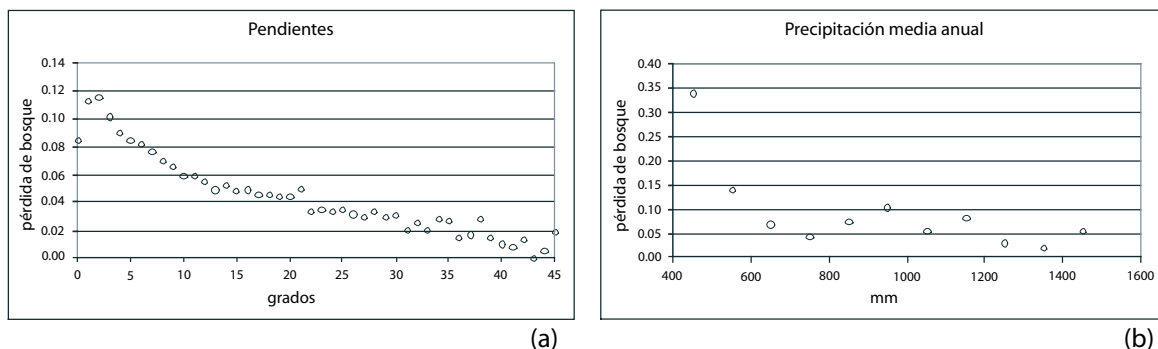 Pendientes
pérdida de bosque
0.14
0.12
0.10
0.08
0.06
0.04
0.02
0.00
0 5 10 15 20 25 30 35 40 45
grados
(a)
Precipitación media anual
pérdida de bosque
0.40
0.35
0.30
0.25
0.20
0.15
0.10
0.05
0.00
400 600 800 1000 1200 1400 1600
mm
(b)